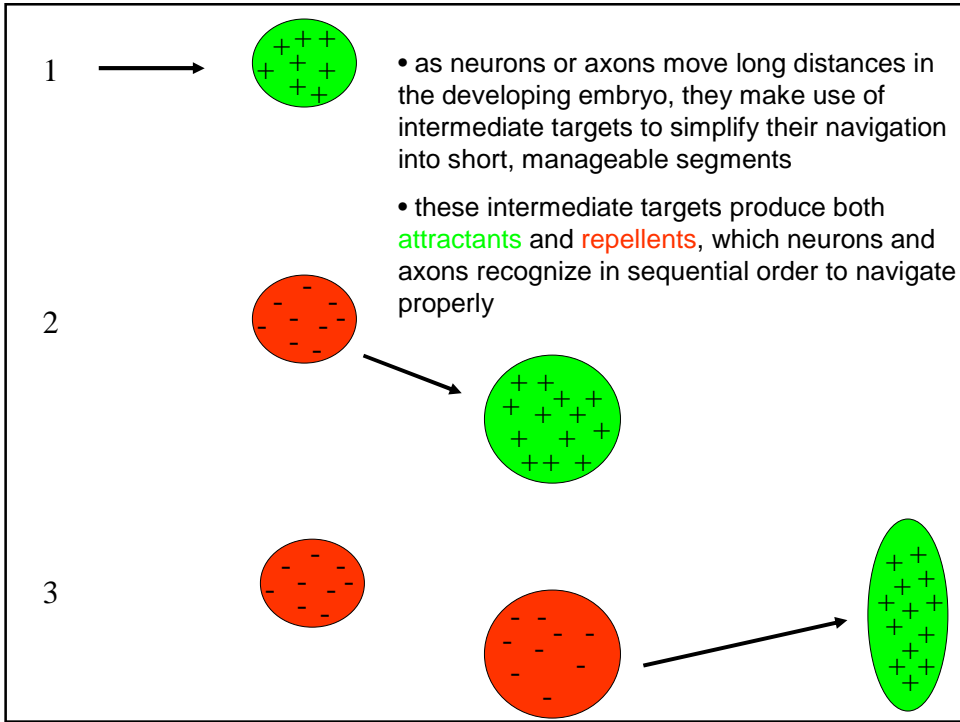 1
• as neurons or axons move long distances in
the developing embryo, they make use of
intermediate targets to simplify their navigation
into short, manageable segments
• these intermediate targets produce both
attractants and repellents, which neurons and
axons recognize in sequential order to navigate
properly
2
3